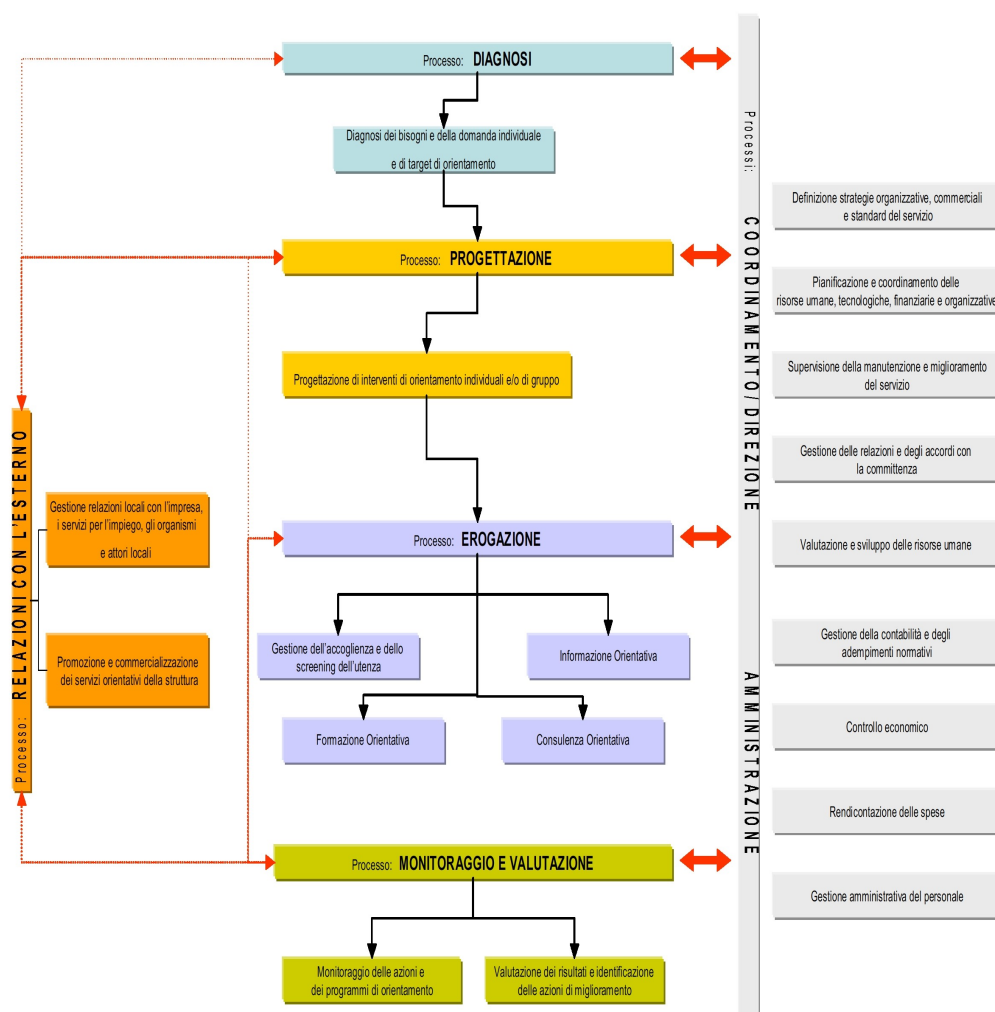 Processo: DIAGNOSI
Diagnosi dei bisogni e della domanda individuale
e di target di orientamento
Processo: PROGETTAZIONE
Progettazione di interventi di orientamento individuali e/o di gruppo
Processo: RELAZIONI CON L'ESTERNO
Gestione relazioni locali con l'impresa,
i servizi per l'impiego, gli organismi
e attori locali
Promozione e commercializzazione
dei servizi orientativi della struttura
Processo: EROGAZIONE
Gestione dell'accoglienza e dello
screening dell'utenza
Informazione Orientativa
Formazione Orientativa
Consulenza Orientativa
Processo: MONITORAGGIO E VALUTAZIONE
Monitoraggio delle azioni e
dei programmi di orientamento
Valutazione dei risultati e identificazione
delle azioni di miglioramento
Processi: COORDINAMENTO/DIREZIONE AMMINISTRAZIONE
Definizione strategie organizzative, commerciali
e standard del servizio
Pianificazione e coordinamento delle
risorse umane, tecnologiche, finanziarie e organizzative
Supervisione della manutenzione e miglioramento
del servizio
Gestione delle relazioni e degli accordi con
la committenza
Valutazione e sviluppo delle risorse umane
Gestione della contabilità e degli
adempimenti normativi
Controllo economico
Rendicontazione delle spese
Gestione amministrativa del personale